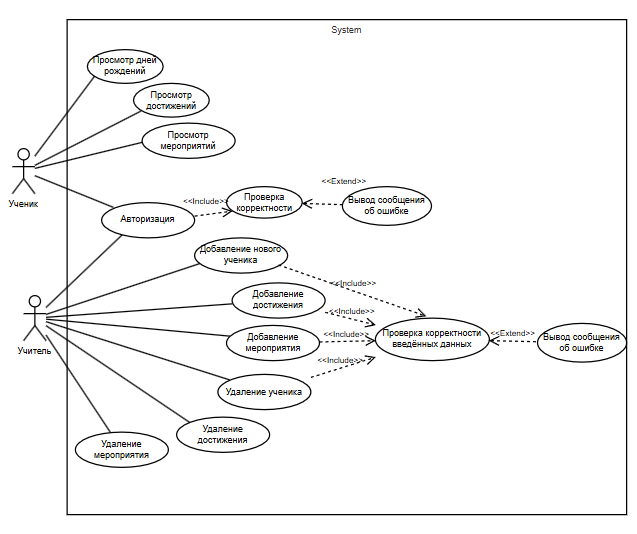 System
Просмотр дней
рождений
Просмотр
достижений
Просмотр
мероприятий
Ученик
Авторизация
<<Include>>
Проверка
корректности
<<Extend>>
Вывод сообщения
об ошибке
Добавление нового
ученика
<<Include>>
Добавление
достижения
<<Include>>
Учитель
Добавление
мероприятия
<<Include>>
Проверка корректности
введённых данных
<<Extend>>
Вывод сообщения
об ошибке
Удаление ученика
<<Include>>
Удаление
достижения
Удаление
мероприятия